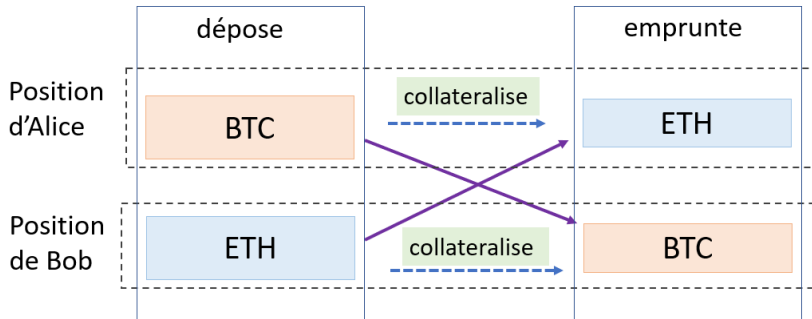 dépose
emprunte
Position
d'Alice
BTC
collateralise
ETH
Position
de Bob
ETH
collateralise
BTC